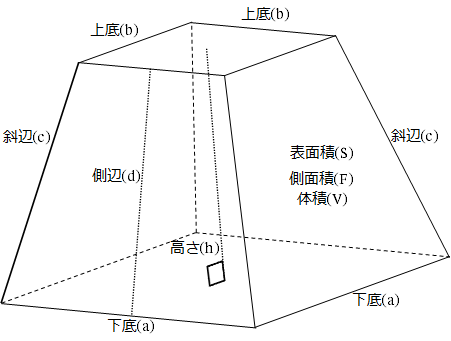 上底(b)
上底(b)
斜辺(c)
斜辺(c)
側辺(d)
表面積(S)
側面積(F)
体積(V)
高さ(h)
下底(a)
下底(a)